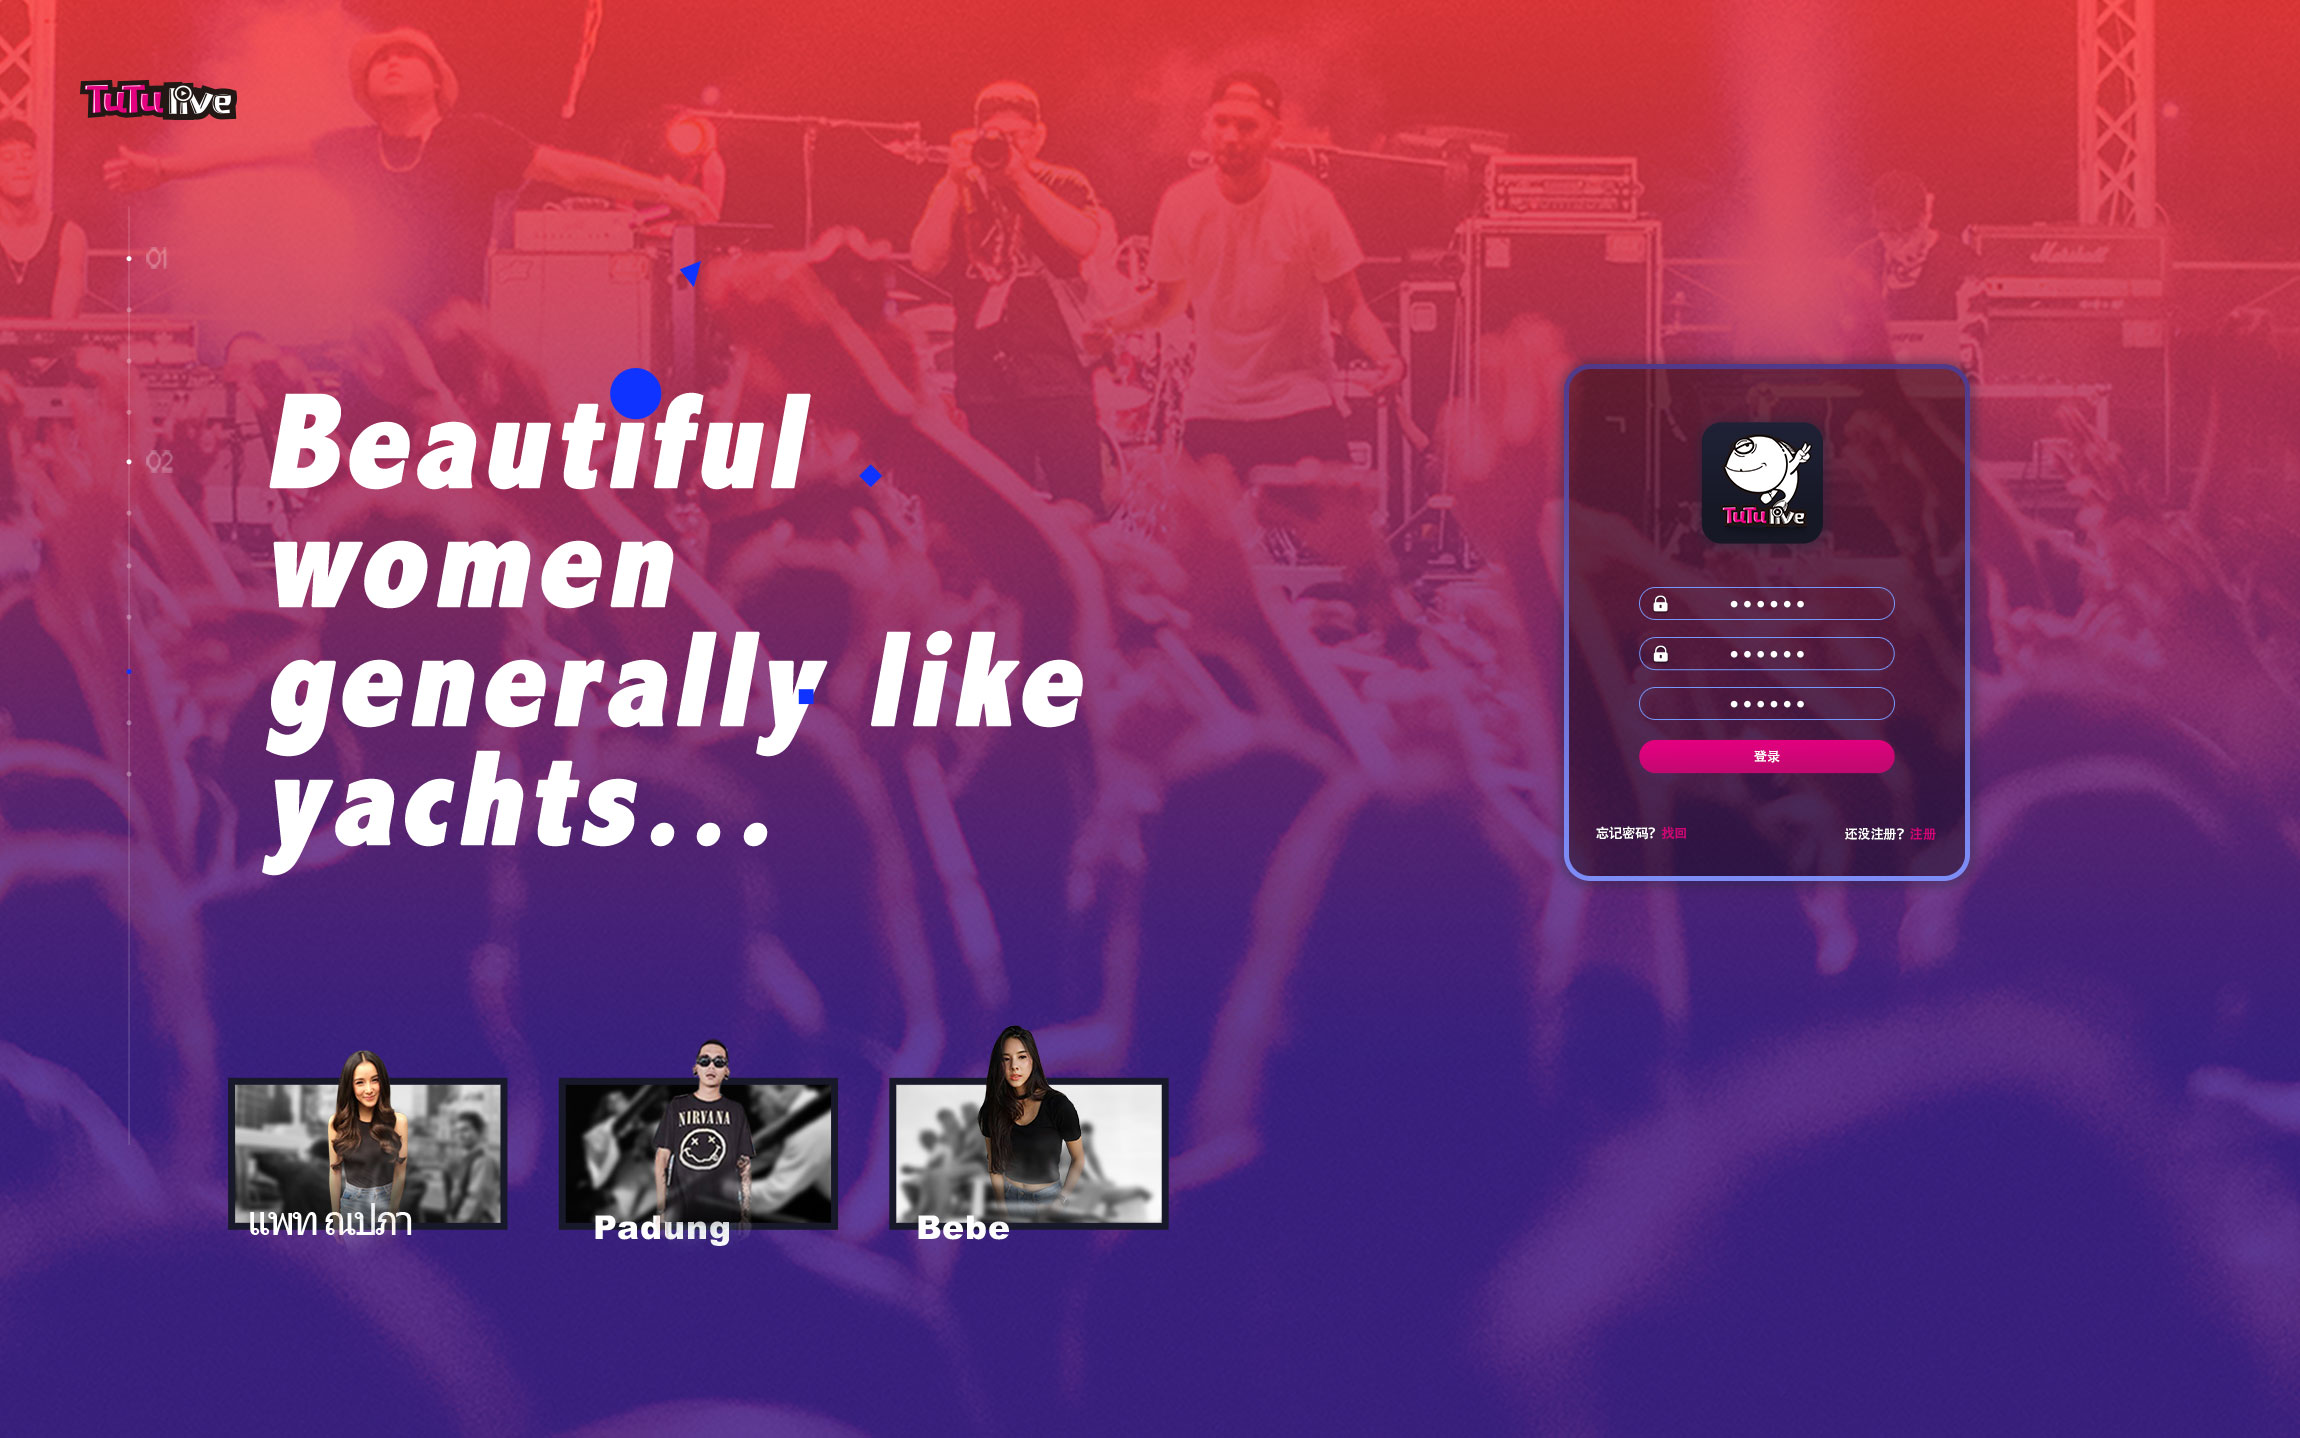 TuTu live
01
02
Beautiful
women
generally like
yachts...
TuTu live
登录
忘记密码? 找回
还没注册? 注册
Marshall
NIRVANA
แพท ณปภา
Padung
Bebe